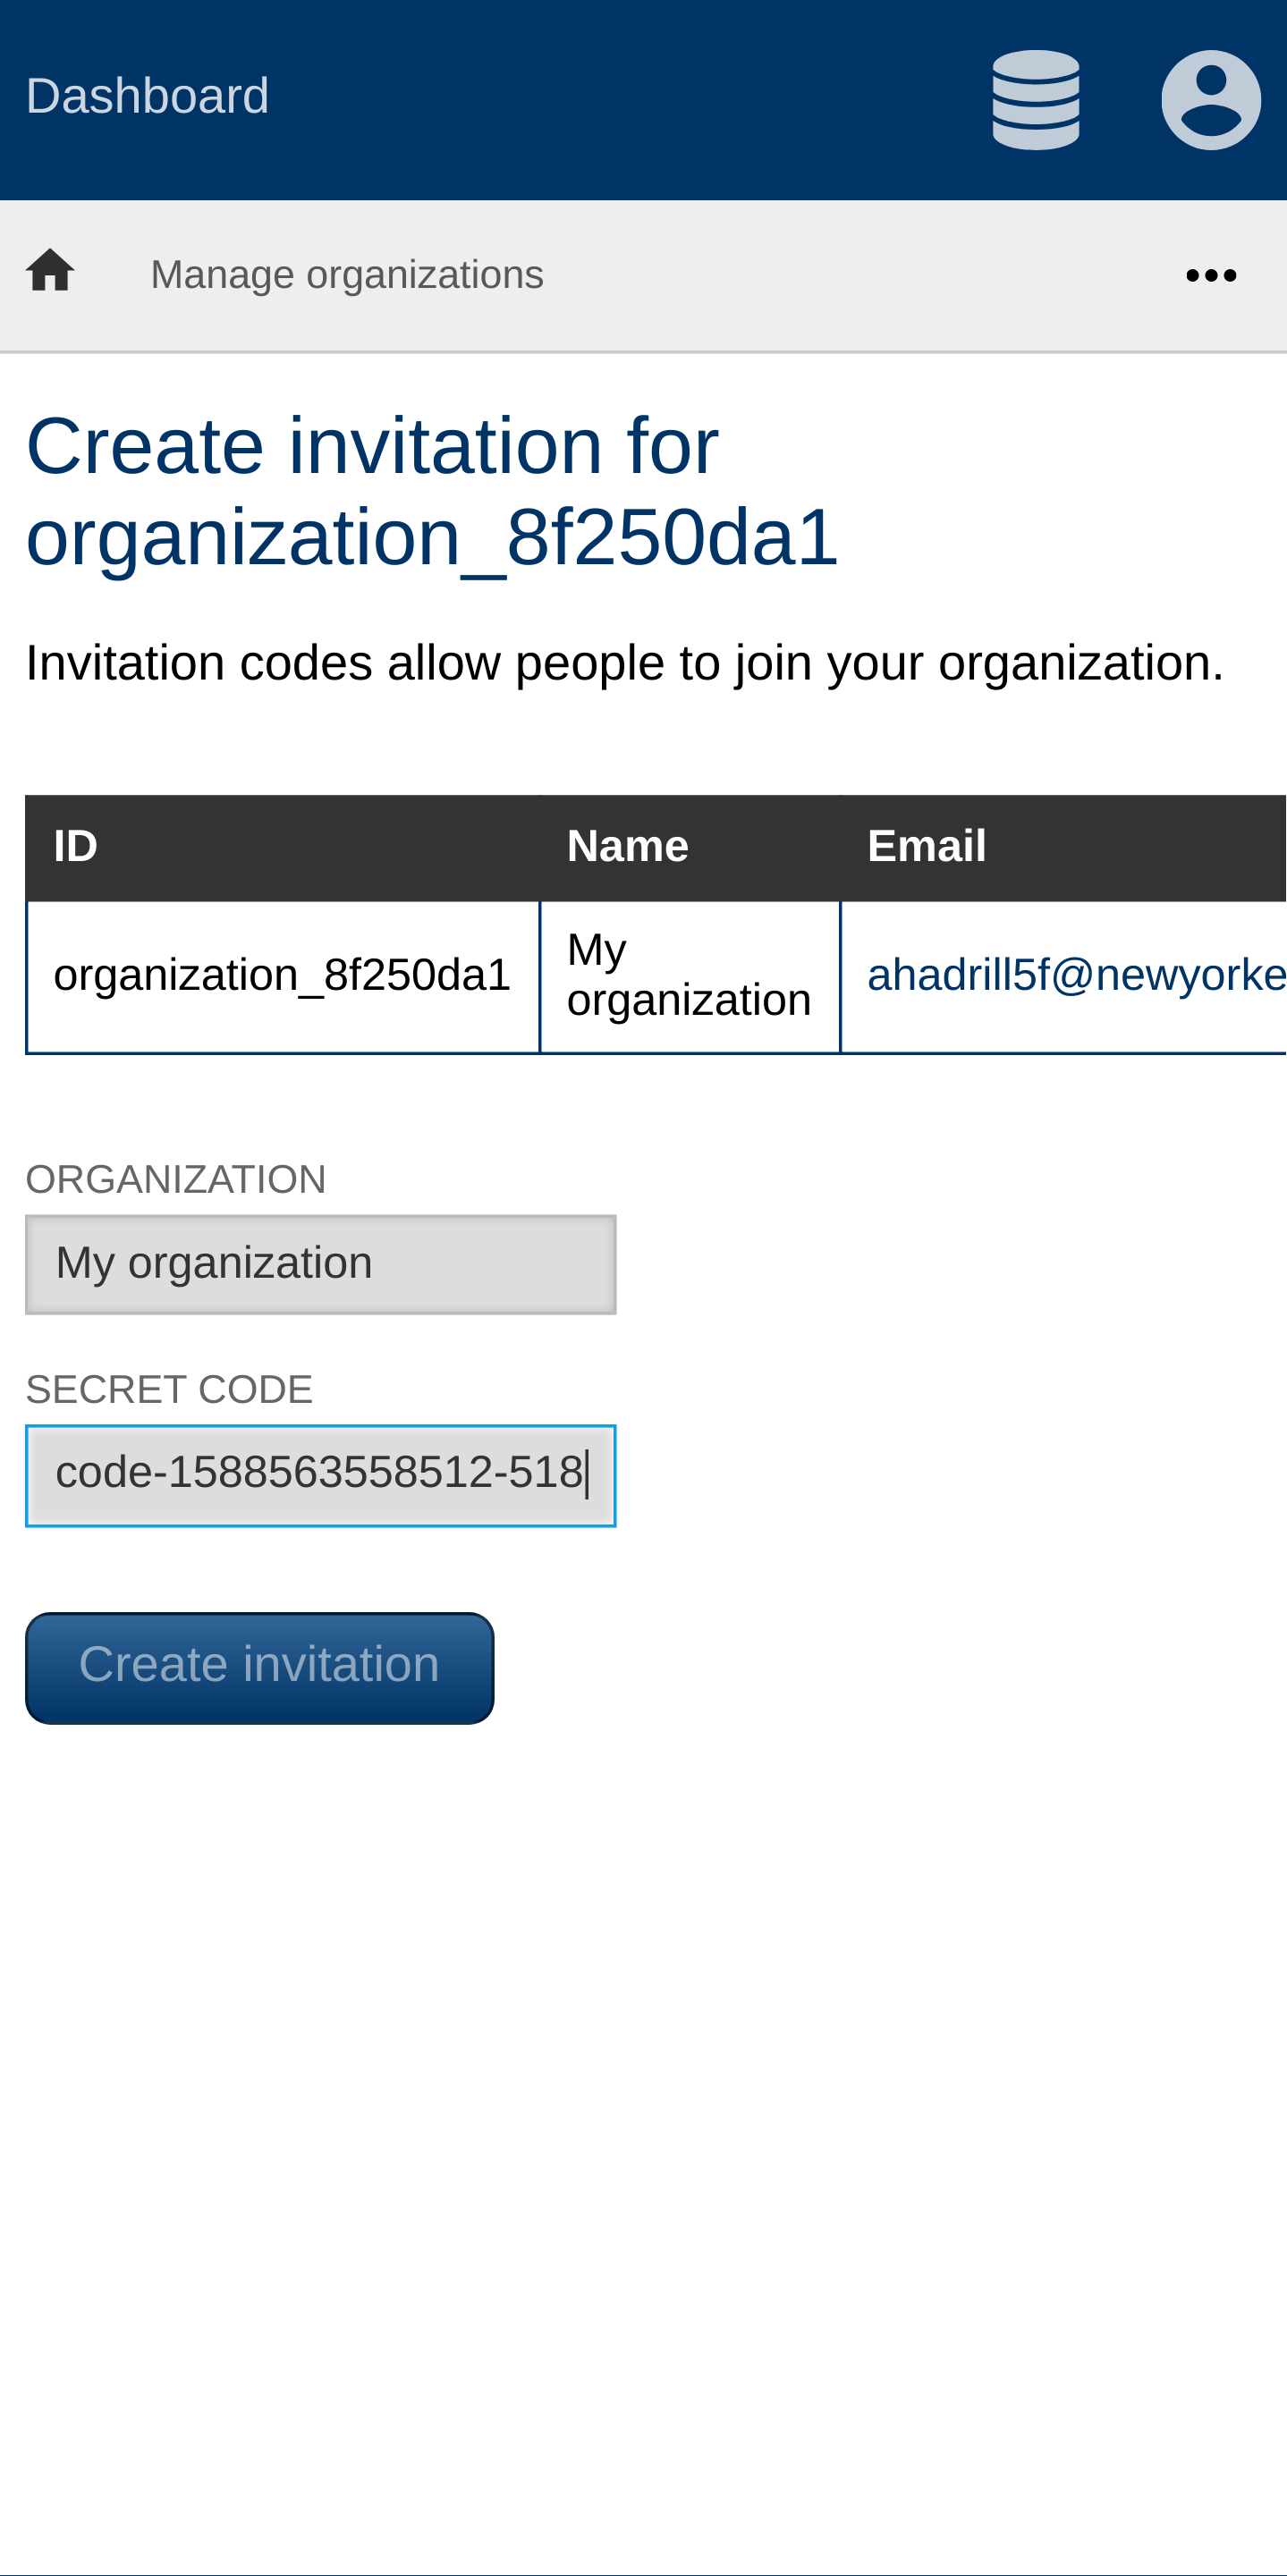 Dashboard
Manage organizations
Create invitation for
organization_8f250da1
Invitation codes allow people to join your organization.
ID Name Email
organization_8f250da1 My organization ahadrill5f@newyorke
ORGANIZATION
My organization
SECRET CODE
code-1588563558512-518
Create invitation